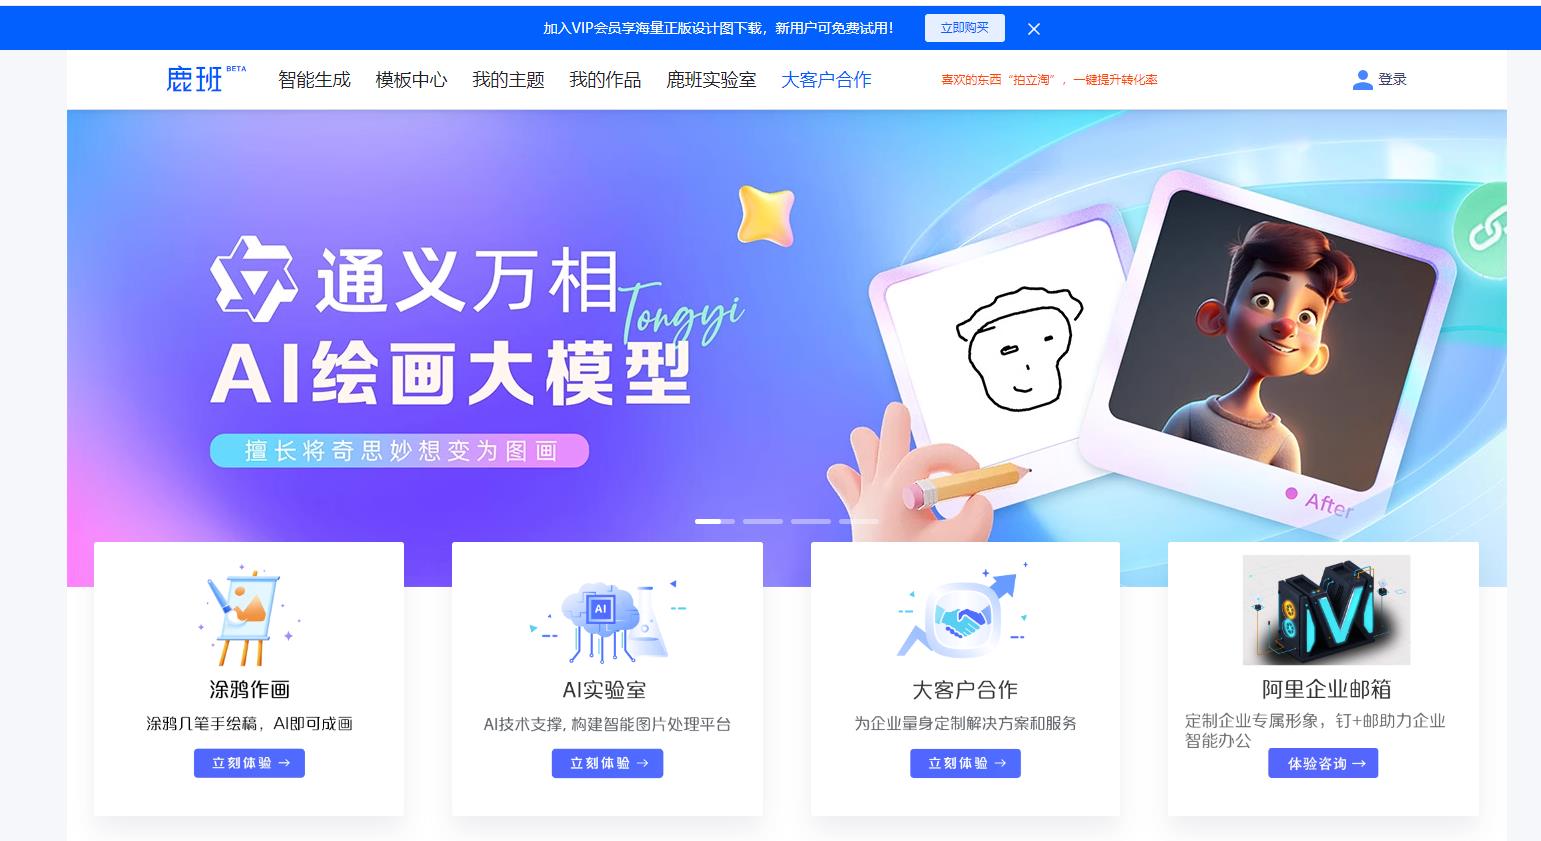 加入VIP会员享海量正版设计图下载，新用户可免费试用！ 立即购买
鹿班 BETA 智能生成 模板中心 我的主题 我的作品 鹿班实验室 大客户合作 喜欢的东西“拍立淘”，一键提升转化率 登录
通义万相
Tongyi
AI绘画大模型
擅长将奇思妙想变为图画
After
涂鸦作画
涂鸦几笔手绘稿，AI即可成画
立刻体验 →
AI
AI实验室
AI技术支撑, 构建智能图片处理平台
立刻体验 →
大客户合作
为企业量身定制解决方案和服务
立刻体验 →
阿里企业邮箱
定制企业专属形象，钉+邮助力企业
智能办公
体验咨询 →